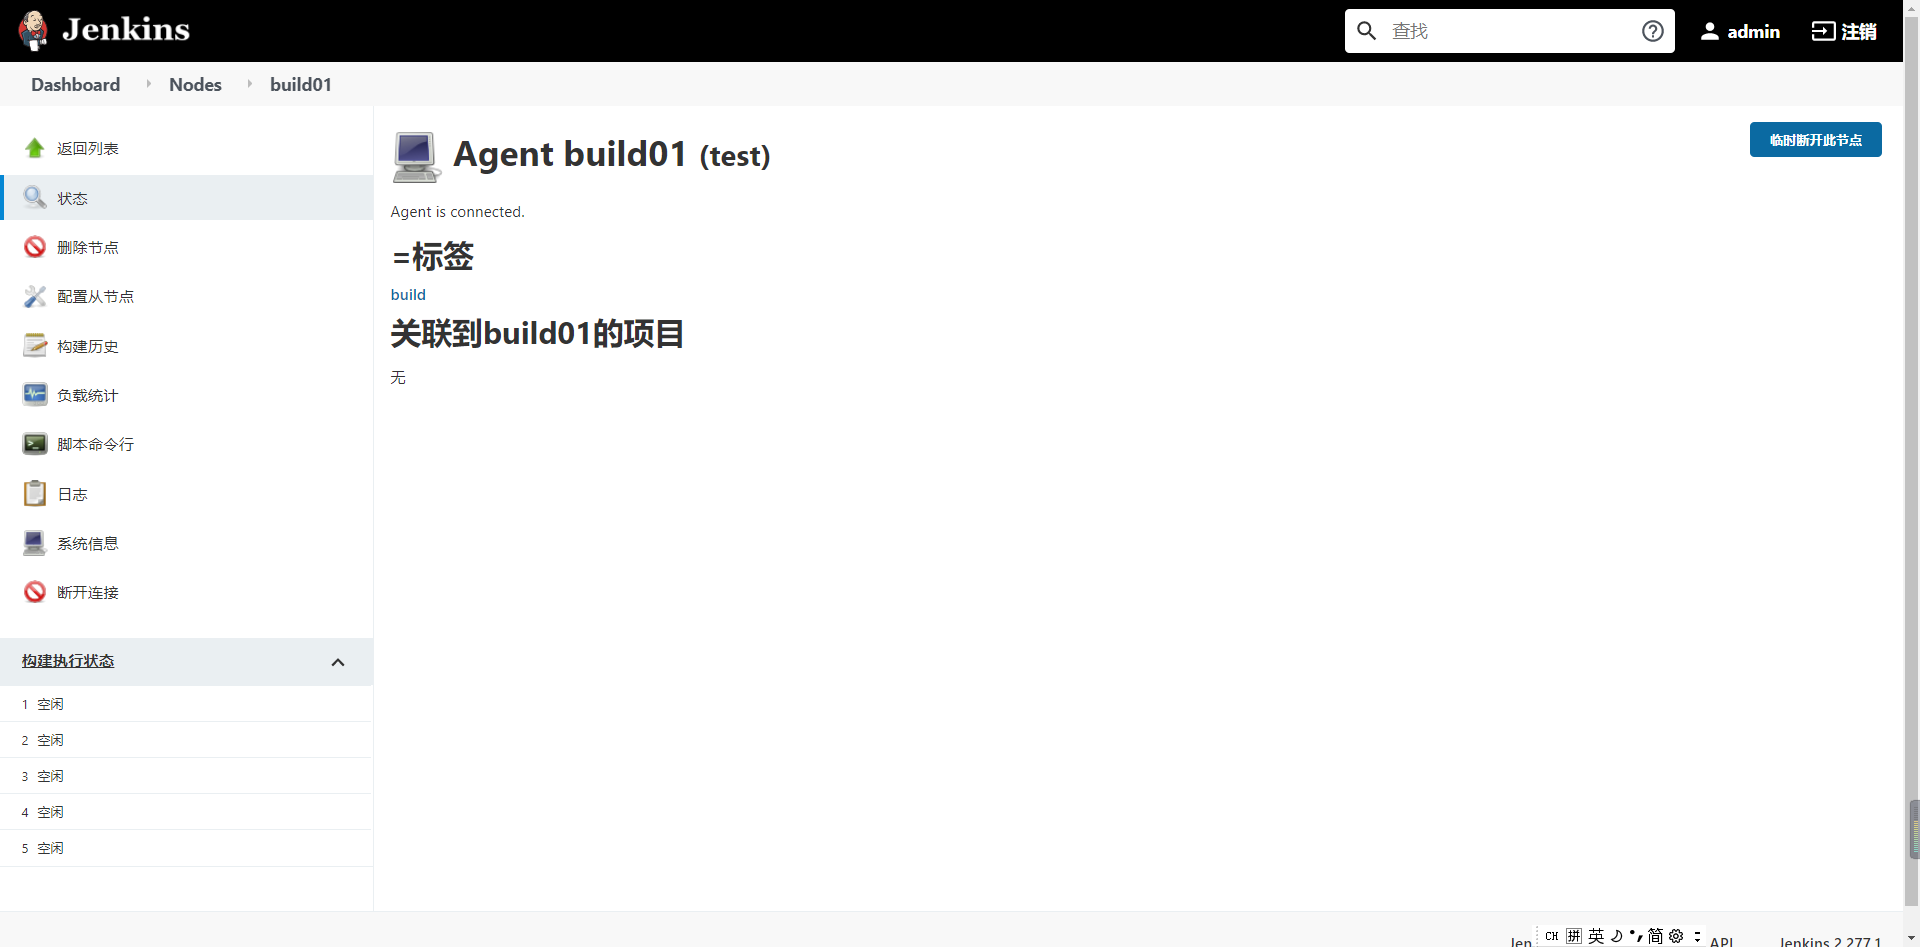 Jenkins
查找
admin
注销
Dashboard
Nodes
build01
返回列表
状态
删除节点
配置从节点
构建历史
负载统计
脚本命令行
日志
系统信息
断开连接
构建执行状态
1 空闲
2 空闲
3 空闲
4 空闲
5 空闲
Agent build01 (test)
临时断开此节点
Agent is connected.
=标签
build
关联到build01的项目
无
Jen
CH 拼 英 简
API
Jenkins 2.277.1